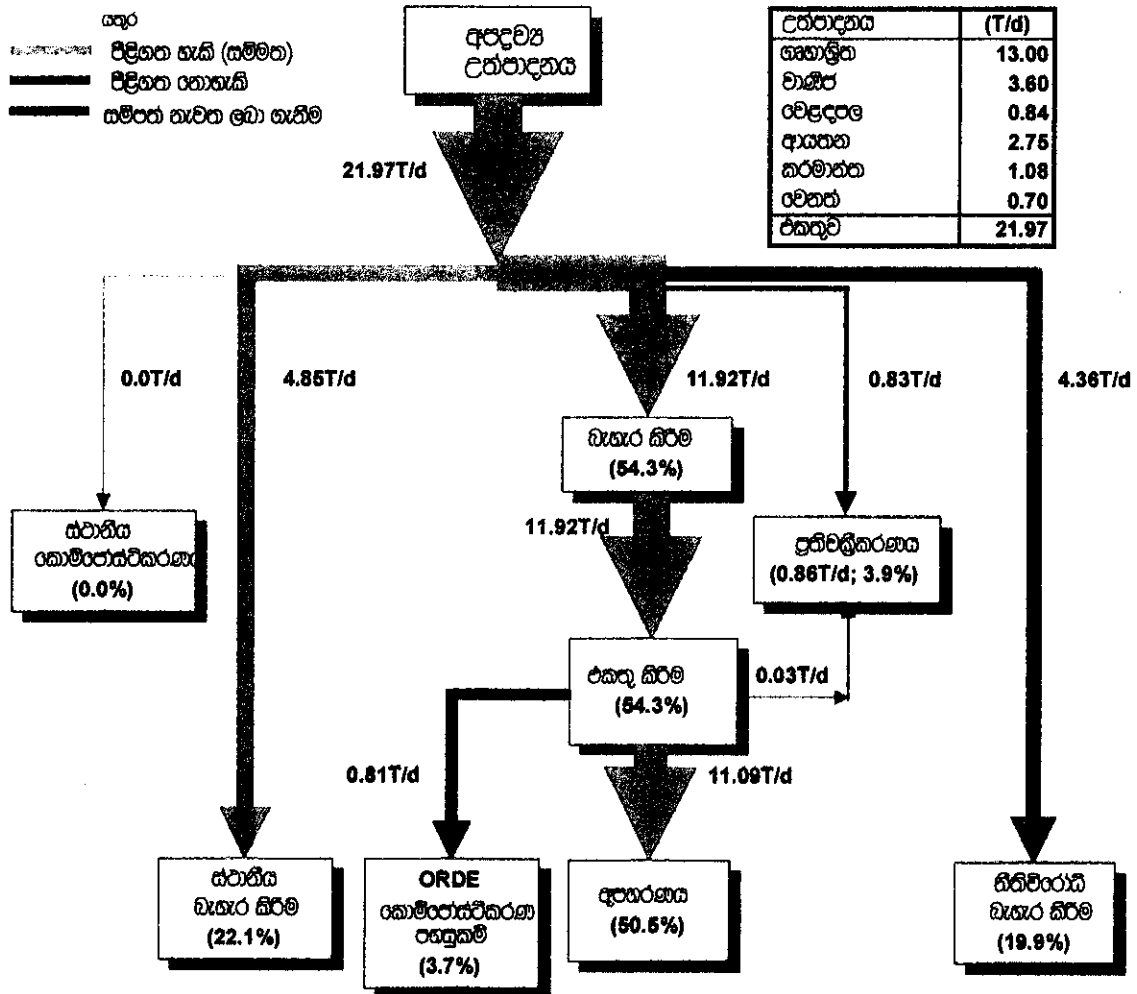 යතුර
පිළිගත හැකි (සම්මත)
පිළිගත නොහැකි
සම්පත් නැවත ලබා ගැනීම
අපද්‍රව්‍ය
උත්පාදනය
උත්පාදනය (T/d)
ගෘහාශ්‍රිත 13.00
වාණිජ 3.60
වෙළදපල 0.84
ආයතන 2.75
කර්මාන්ත 1.08
වෙනත් 0.70
එකතුව 21.97
21.97T/d
0.0T/d
4.85T/d
11.92T/d
0.83T/d
4.36T/d
බැහැර කිරීම
(54.3%)
11.92T/d
ස්ථානීය
කොම්පෝස්ටිකරණය
(0.0%)
ප්‍රතිචක්‍රීකරණය
(0.86T/d; 3.9%)
එකතු කිරීම
(54.3%)
0.03T/d
0.81T/d
11.09T/d
ස්ථානීය
බැහැර කිරීම
(22.1%)
ORDE
කොම්පෝස්ටිකරණ
පහසුකම්
(3.7%)
අපහරණය
(50.5%)
නීතිවිරෝධී
බැහැර කිරීම
(19.9%)